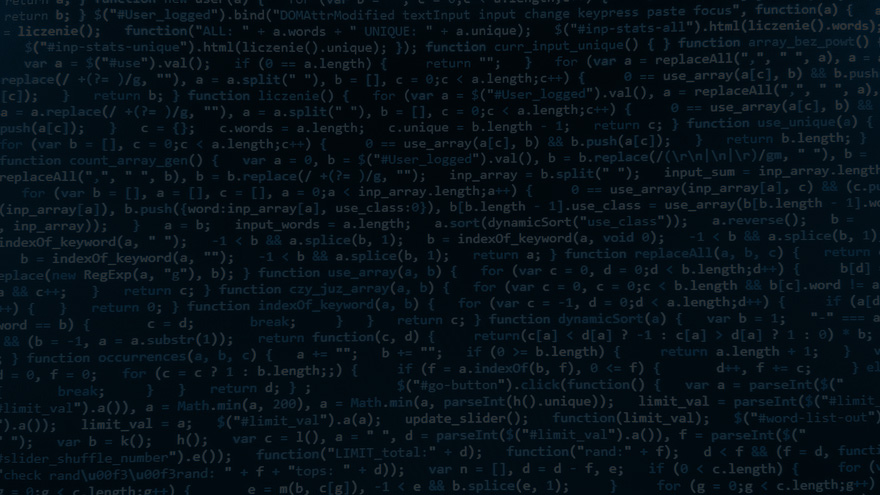 return b; } $("#User_logged").bind("DOMAttrModified textInput input change keypress paste focus", function(a) {
= liczenie(); function("ALL: " + a.words + " UNIQUE: " + a.unique); $("#inp-stats-all").html(liczenie().words);
$("#inp-stats-unique").html(liczenie().unique); }); function curr_input_unique() { } function array_bez_powt() {
var a = $("#use").val(); if (0 == a.length) { return ""; } for (var a = replaceAll(",", " ", a), a =
replace(/ +(?= )/g, ""), a = a.split(" "), b = [], c = 0;c < a.length;c++) { 0 == use_array(a[c], b) && b.push
[c]); } return b; } function liczenie() { for (var a = $("#User_logged").val(), a = replaceAll(",", " ", a),
a = a.replace(/ +(?= )/g, ""), a = a.split(" "), b = [], c = 0;c < a.length;c++) { 0 == use_array(a[c], b) &&
push(a[c]); } c = {}; c.words = a.length; c.unique = b.length - 1; return c; } function use_unique(a) {
for (var b = [], c = 0;c < a.length;c++) { 0 == use_array(a[c], b) && b.push(a[c]); } return b.length; }
function count_array_gen() { var a = 0, b = $("#User_logged").val(), b = b.replace(/(\r\n|\n|\r)/gm, " "), b =
replaceAll(",", " ", b), b = b.replace(/ +(?= )/g, ""); inp_array = b.split(" "); input_sum = inp_array.length
for (var b = [], a = [], c = [], a = 0;a < inp_array.length;a++) { 0 == use_array(inp_array[a], c) && (c.pu
(inp_array[a]), b.push({word:inp_array[a], use_class:0}), b[b.length - 1].use_class = use_array(b[b.length - 1].wo
, inp_array)); } a = b; input_words = a.length; a.sort(dynamicSort("use_class")); a.reverse(); b =
indexOf_keyword(a, " "); -1 < b && a.splice(b, 1); b = indexOf_keyword(a, void 0); -1 < b && a.splice(b, 1);
b = indexOf_keyword(a, ""); -1 < b && a.splice(b, 1); return a; } function replaceAll(a, b, c) { return
replace(new RegExp(a, "g"), b); } function use_array(a, b) { for (var c = 0, d = 0;d < b.length;d++) { b[d]
a && c++; } return c; } function czy_juz_array(a, b) { for (var c = 0, c = 0;c < b.length && b[c].word != a
++) { } return 0; } function indexOf_keyword(a, b) { for (var c = -1, d = 0;d < a.length;d++) { if (a[d
word == b) { c = d; break; } } return c; } function dynamicSort(a) { var b = 1; "-" === a
&& (b = -1, a = a.substr(1)); return function(c, d) { return(c[a] < d[a] ? -1 : c[a] > d[a] ? 1 : 0) * b;
; } function occurrences(a, b, c) { a += ""; b += ""; if (0 >= b.length) { return a.length + 1; } v
d = 0, f = 0; for (c = c ? 1 : b.length;;) { if (f = a.indexOf(b, f), 0 <= f) { d++, f += c; } el
{ break; } } return d; } ; $("#go-button").click(function() { var a = parseInt($("
#limit_val").a()), a = Math.min(a, 200), a = Math.min(a, parseInt(h().unique)); limit_val = parseInt($("#limit_val
").a()); limit_val = a; $("#limit_val").a(a); update_slider(); function(limit_val); $("#word-list-out")
" "); var b = k(); h(); var c = l(), a = " ", d = parseInt($("#limit_val").a()), f = parseInt($("
#slider_shuffle_number").e()); function("LIMIT_total:" + d); function("rand:" + f); d < f && (f = d, function
"check rand\u00f3\u00f3rand: " + f + "tops: " + d)); var n = [], d = d - f, e; if (0 < c.length) { for (v
g = 0;g < c.length;g++) { e = m(b, c[g]), -1 < e && b.splice(e, 1); } for (g = 0;g < c.length;g++)